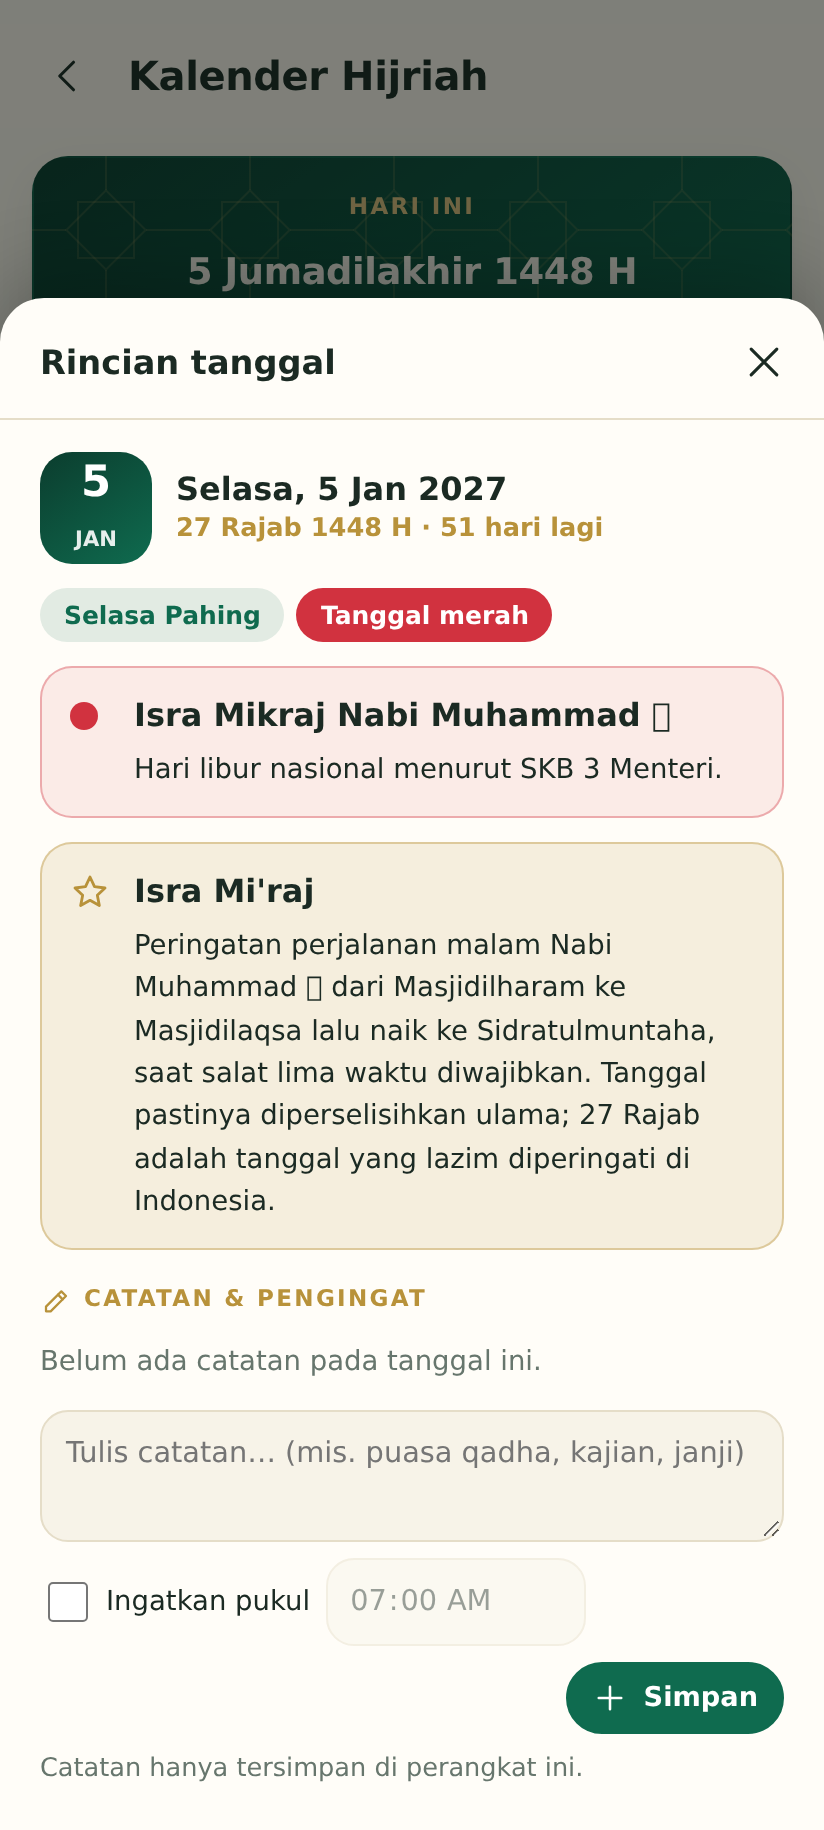 Kalender Hijriah
HARI INI
5 Jumadilakhir 1448 H
Rincian tanggal
5
JAN
Selasa, 5 Jan 2027
27 Rajab 1448 H · 51 hari lagi
Selasa Pahing
Tanggal merah
Isra Mikraj Nabi Muhammad
Hari libur nasional menurut SKB 3 Menteri.
Isra Mi'raj
Peringatan perjalanan malam Nabi
Muhammad dari Masjidilharam ke
Masjidilaqsa lalu naik ke Sidratulmuntaha,
saat salat lima waktu diwajibkan. Tanggal
pastinya diperselisihkan ulama; 27 Rajab
adalah tanggal yang lazim diperingati di
Indonesia.
CATATAN & PENGINGAT
Belum ada catatan pada tanggal ini.
Tulis catatan... (mis. puasa qadha, kajian, janji)
Ingatkan pukul
07:00 AM
Simpan
Catatan hanya tersimpan di perangkat ini.